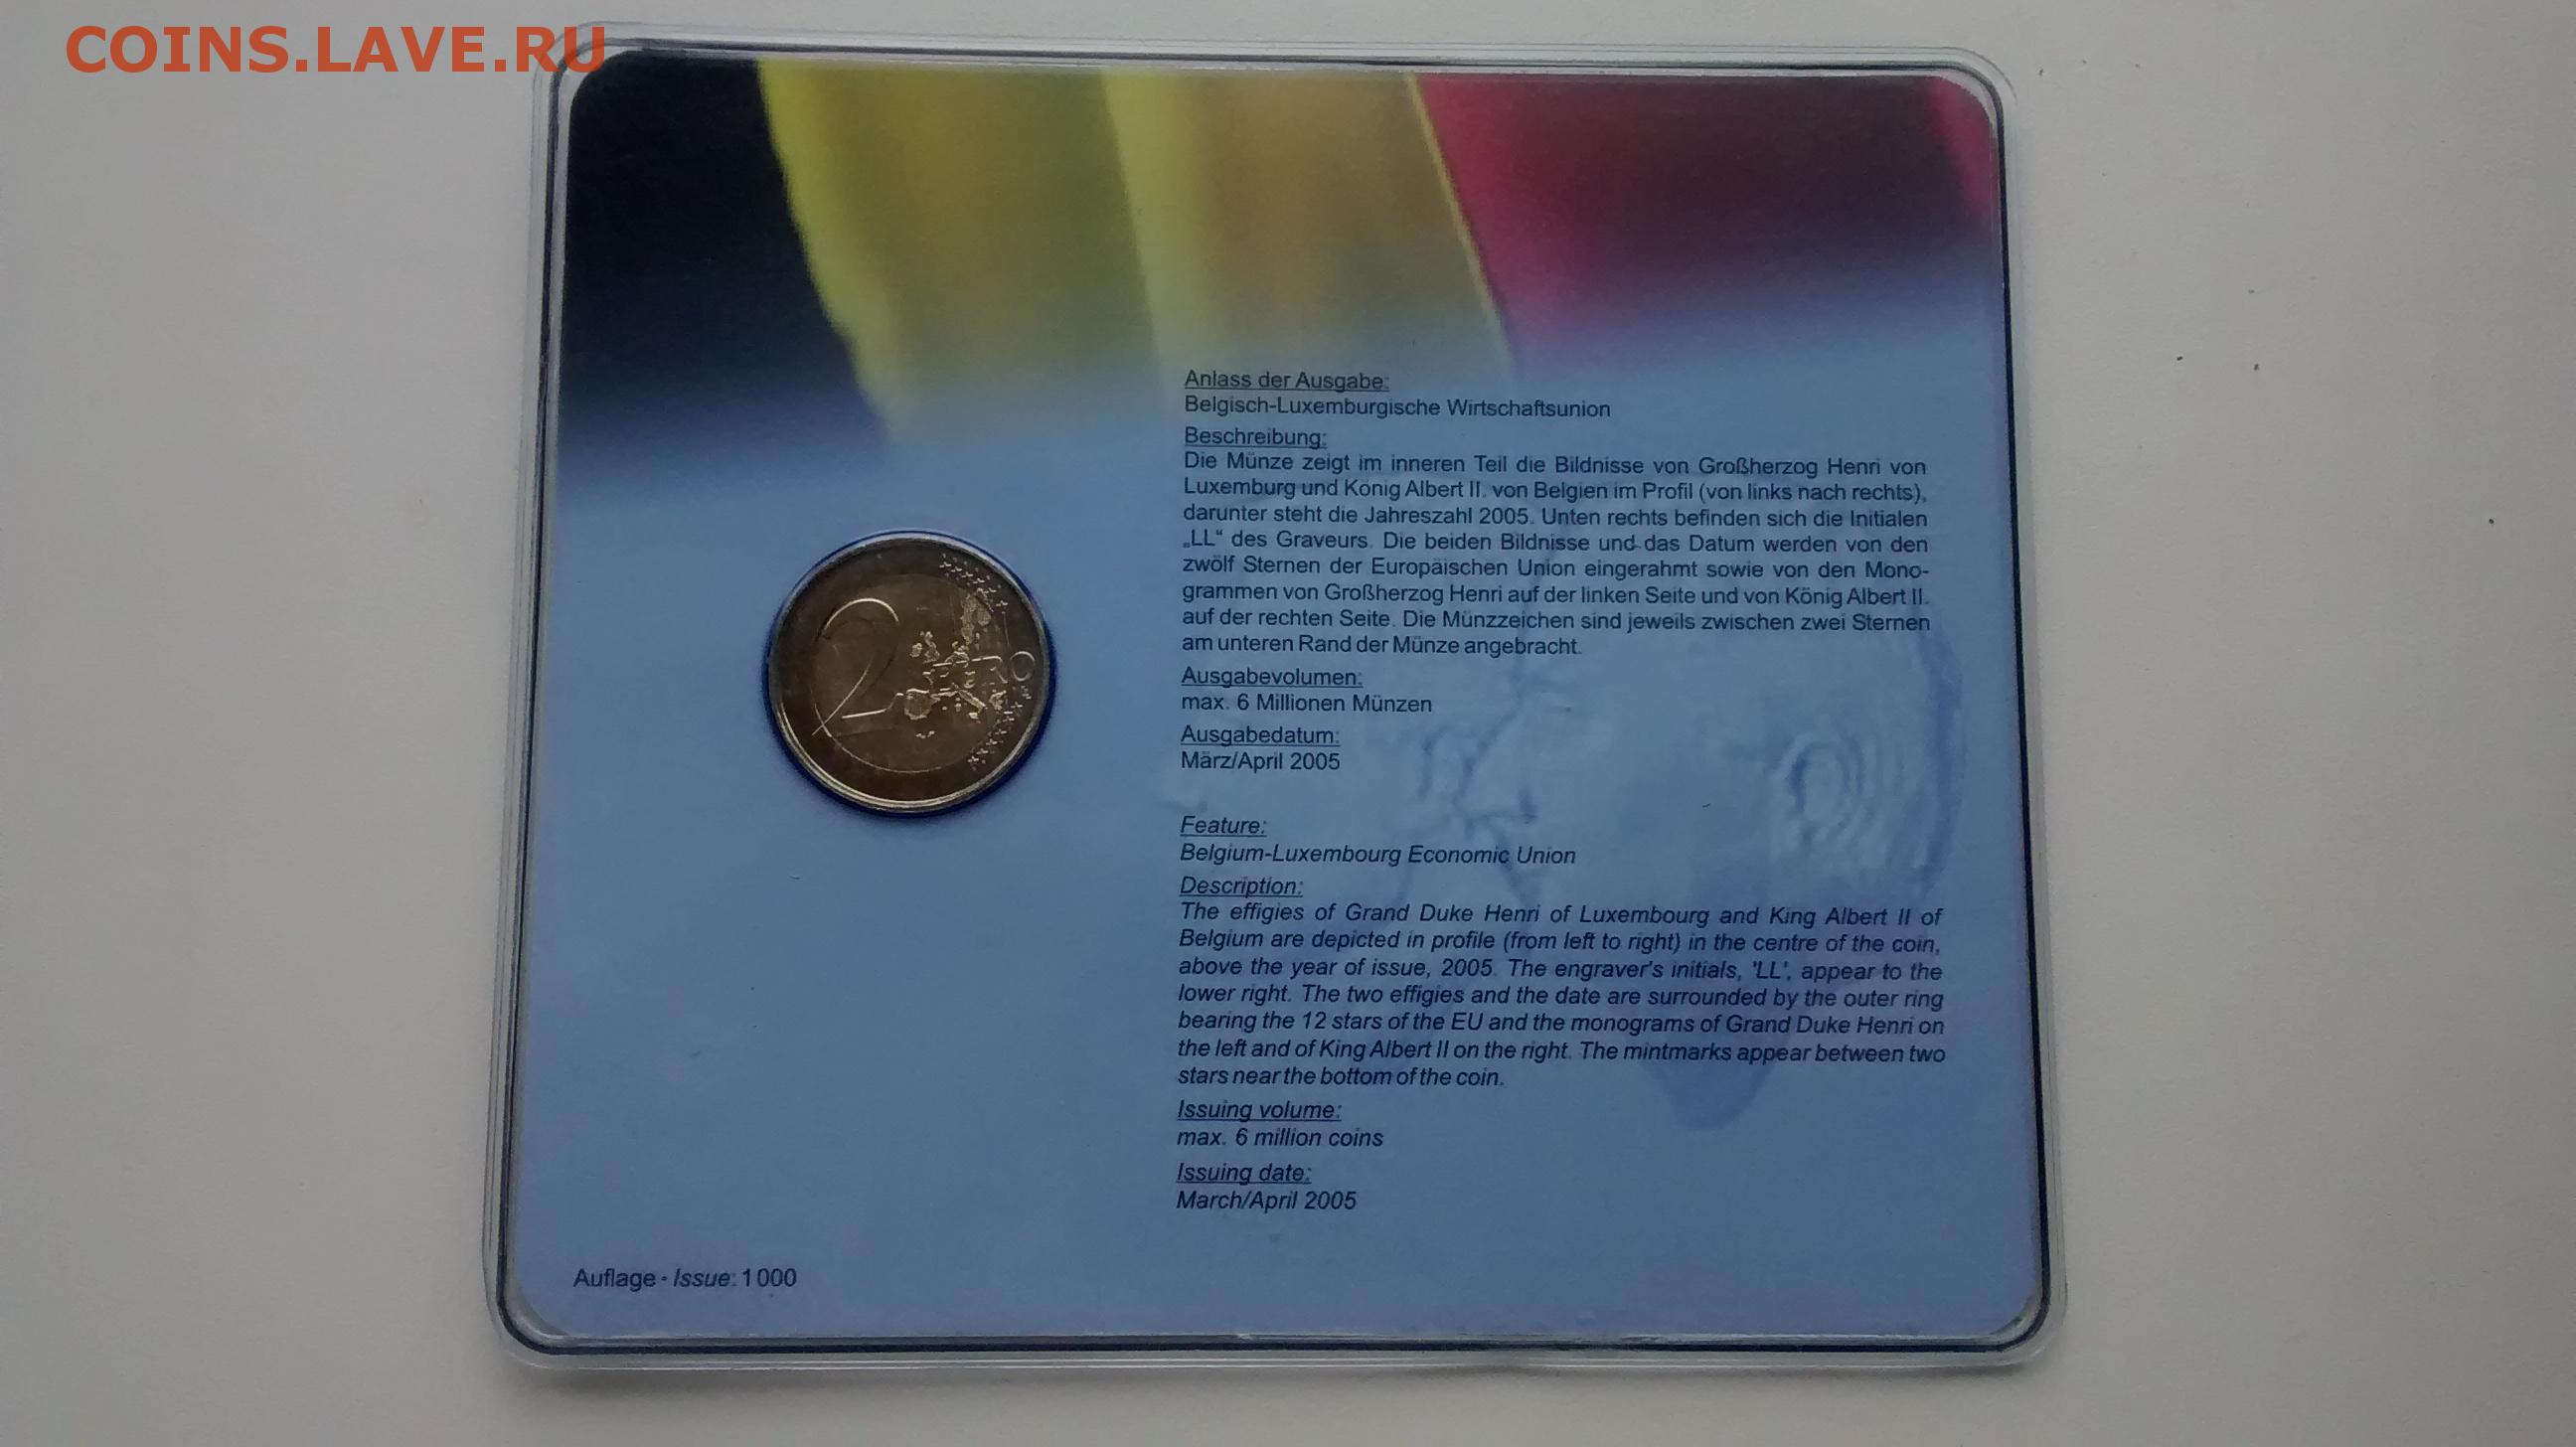 COINS.LAVE.RU
Anlass der Ausgabe:
Belgisch-Luxemburgische Wirtschaftsunion
Beschreibung:
Die Münze zeigt im inneren Teil die Bildnisse von Großherzog Henri von
Luxemburg und König Albert II. von Belgien im Profil (von links nach rechts),
darunter steht die Jahreszahl 2005. Unten rechts befinden sich die Initialen
„LL“ des Graveurs. Die beiden Bildnisse und das Datum werden von den
zwölf Sternen der Europäischen Union eingerahmt sowie von den Mono-
grammen von Großherzog Henri auf der linken Seite und von König Albert II.
auf der rechten Seite. Die Münzzeichen sind jeweils zwischen zwei Sternen
am unteren Rand der Münze angebracht.
Ausgabevolumen:
max. 6 Millionen Münzen
Ausgabedatum:
März/April 2005
2 EURO
Feature:
Belgium-Luxembourg Economic Union
Description:
The effigies of Grand Duke Henri of Luxembourg and King Albert II of
Belgium are depicted in profile (from left to right) in the centre of the coin,
above the year of issue, 2005. The engraver's initials, 'LL', appear to the
lower right. The two effigies and the date are surrounded by the outer ring
bearing the 12 stars of the EU and the monograms of Grand Duke Henri on
the left and of King Albert II on the right. The mintmarks appear between two
stars near the bottom of the coin.
Issuing volume:
max. 6 million coins
Issuing date:
March/April 2005
Auflage • Issue: 1 000